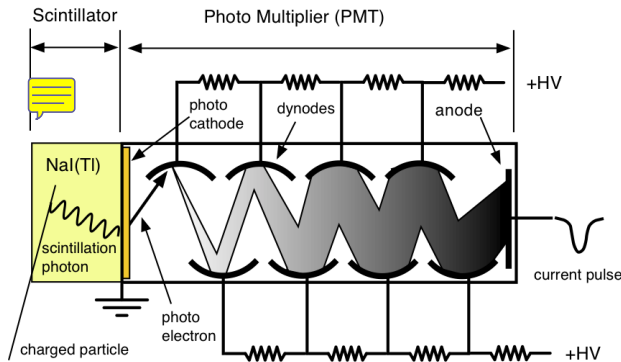 Scintillator
Photo Multiplier (PMT)
+HV
photo
cathode
dynodes
anode
NaI(Tl)
scintillation
photon
current pulse
photo
electron
charged particle
+HV